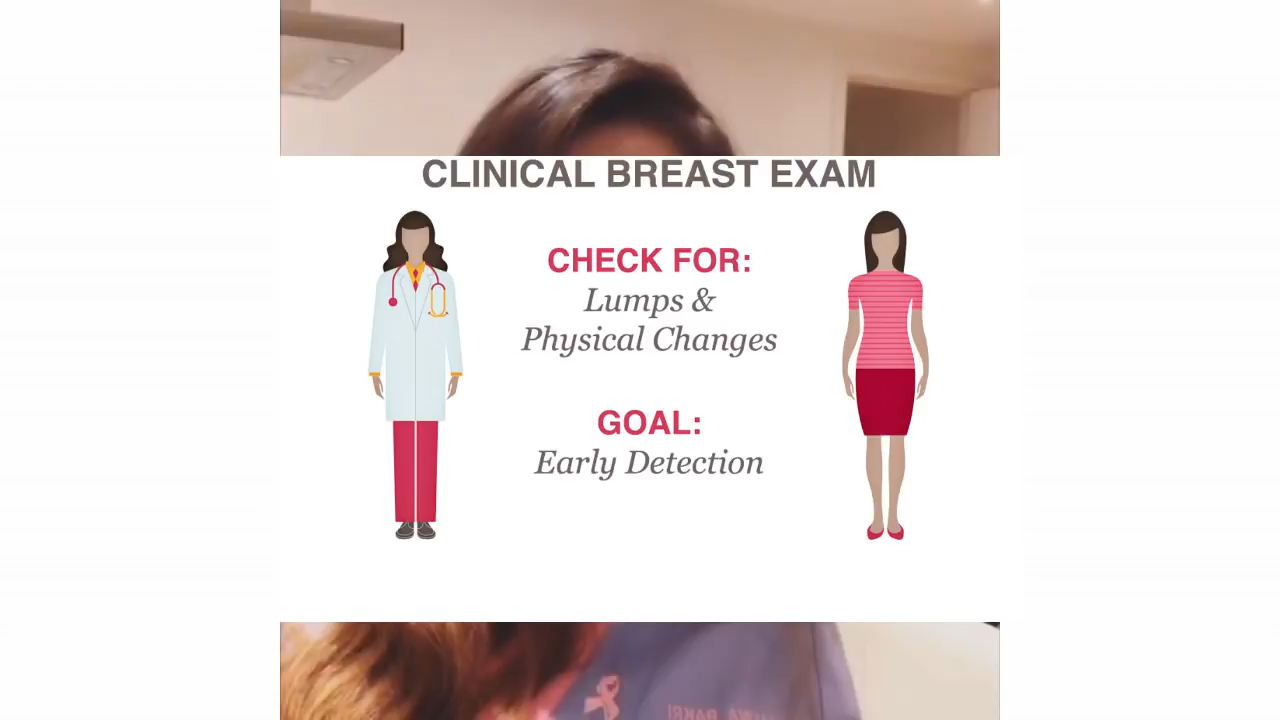 CLINICAL BREAST EXAM
CHECK FOR:
Lumps &
Physical Changes
GOAL:
Early Detection